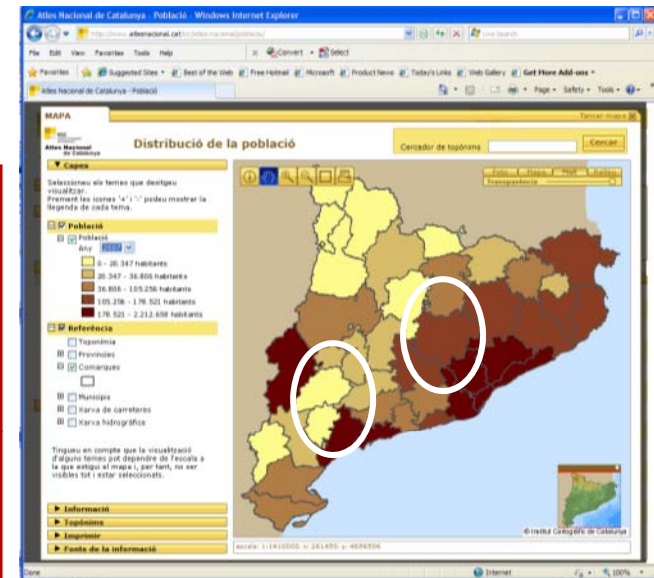 Atles Nacional de Catalunya - Població - Windows Internet Explorer
File Edit View Favorites Tools Help
Convert Select
Favorites Suggested Sites Best of the Web Free Hotmail Microsoft Product News Today's Links Web Gallery Get More Add-ons
Atles Nacional de Catalunya - Població
Page Safety Tools
MAPA
Tancar mapa
Atles Nacional
de Catalunya
Distribució de la població
Cercador de topònims
Cercar
Capes
Seleccioneu els temes que desitgeu
visualitzar.
Prement les icones '+' i '-' podeu mostrar la
llegenda de cada tema.
Població
Població
Any 2007
0 - 20.347 habitants
20.347 - 36.806 habitants
36.806 - 105.256 habitants
105.256 - 178.521 habitants
178.521 - 2.212.658 habitants
Referència
Toponímia
Províncies
Comarques
Municipis
Xarxa de carreteres
Xarxa hidrogràfica
Tingueu en compte que la visualització
d'alguns temes pot dependre de l'escala a
la que estigui el mapa i, per tant, no ser
visibles tot i estar seleccionats.
Informació
Topònims
Imprimir
Fonts de la informació
Foto Mapa Relleu
Transparència
© Institut Cartogràfic de Catalunya
Done
Internet
100%